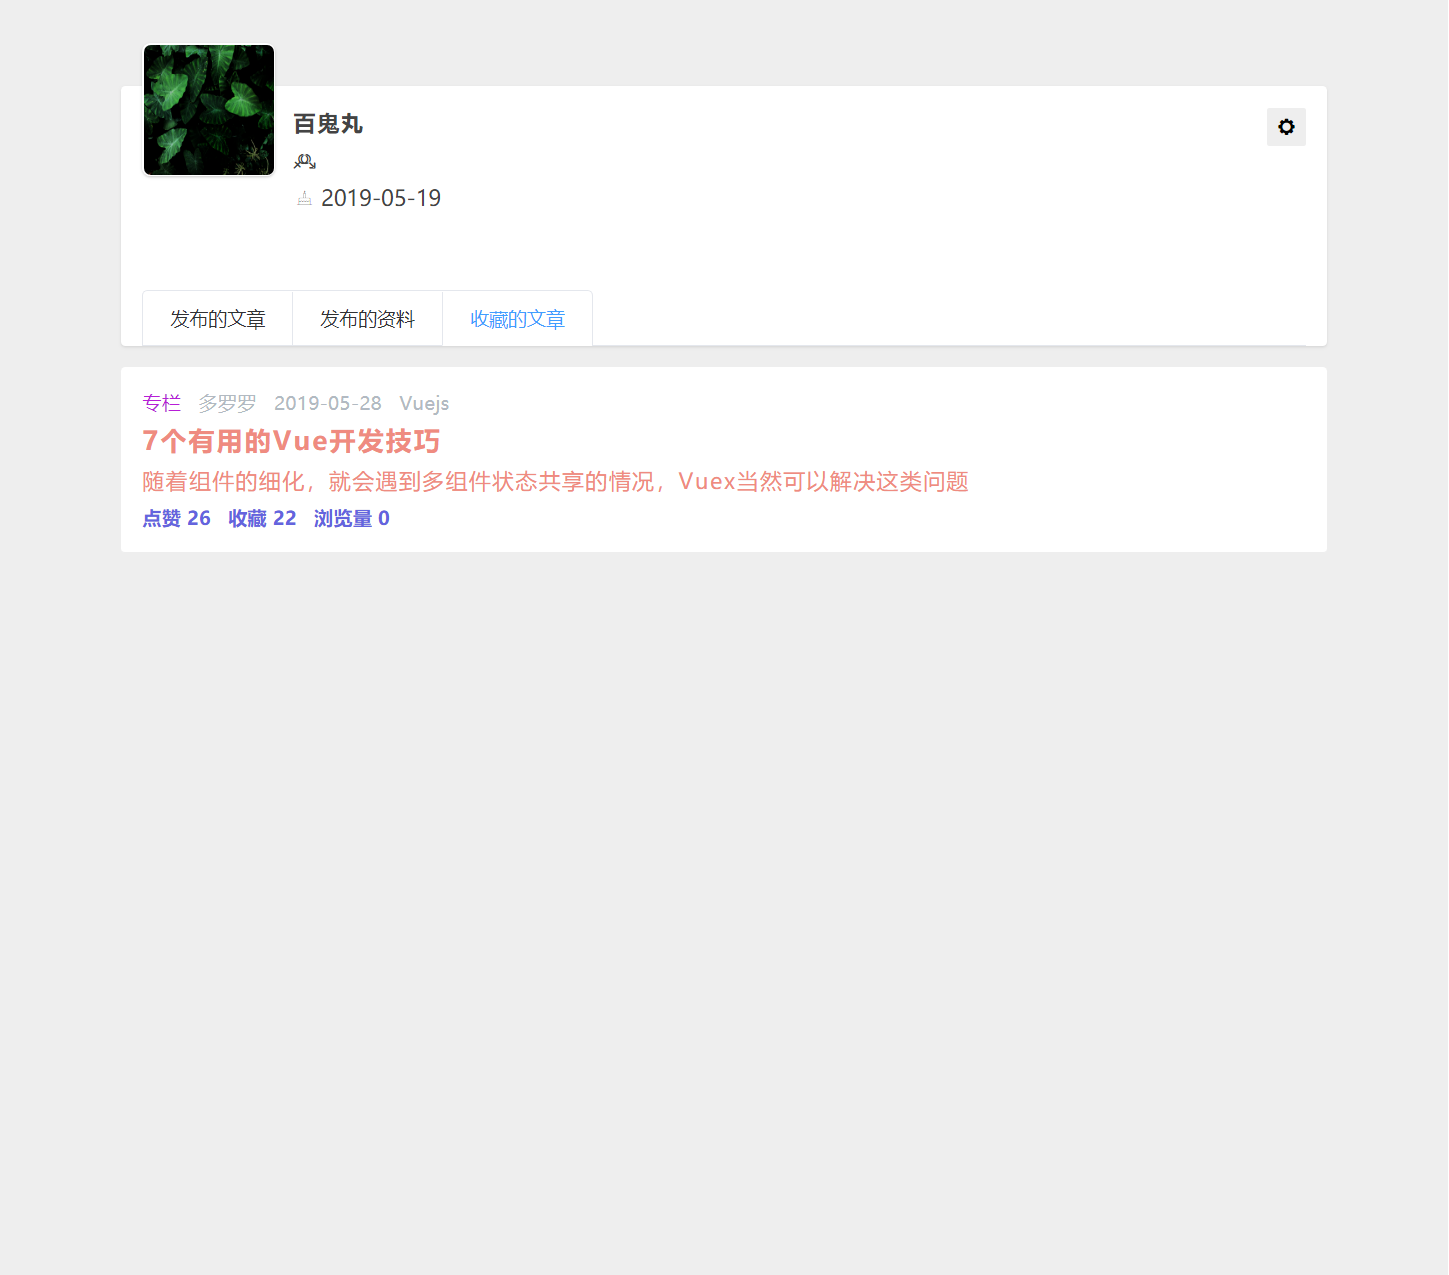 百鬼丸
2019-05-19
发布的文章 发布的资料 收藏的文章
专栏 多罗罗 2019-05-28 Vuejs
7个有用的Vue开发技巧
随着组件的细化，就会遇到多组件状态共享的情况，Vuex当然可以解决这类问题
点赞 26 收藏 22 浏览量 0